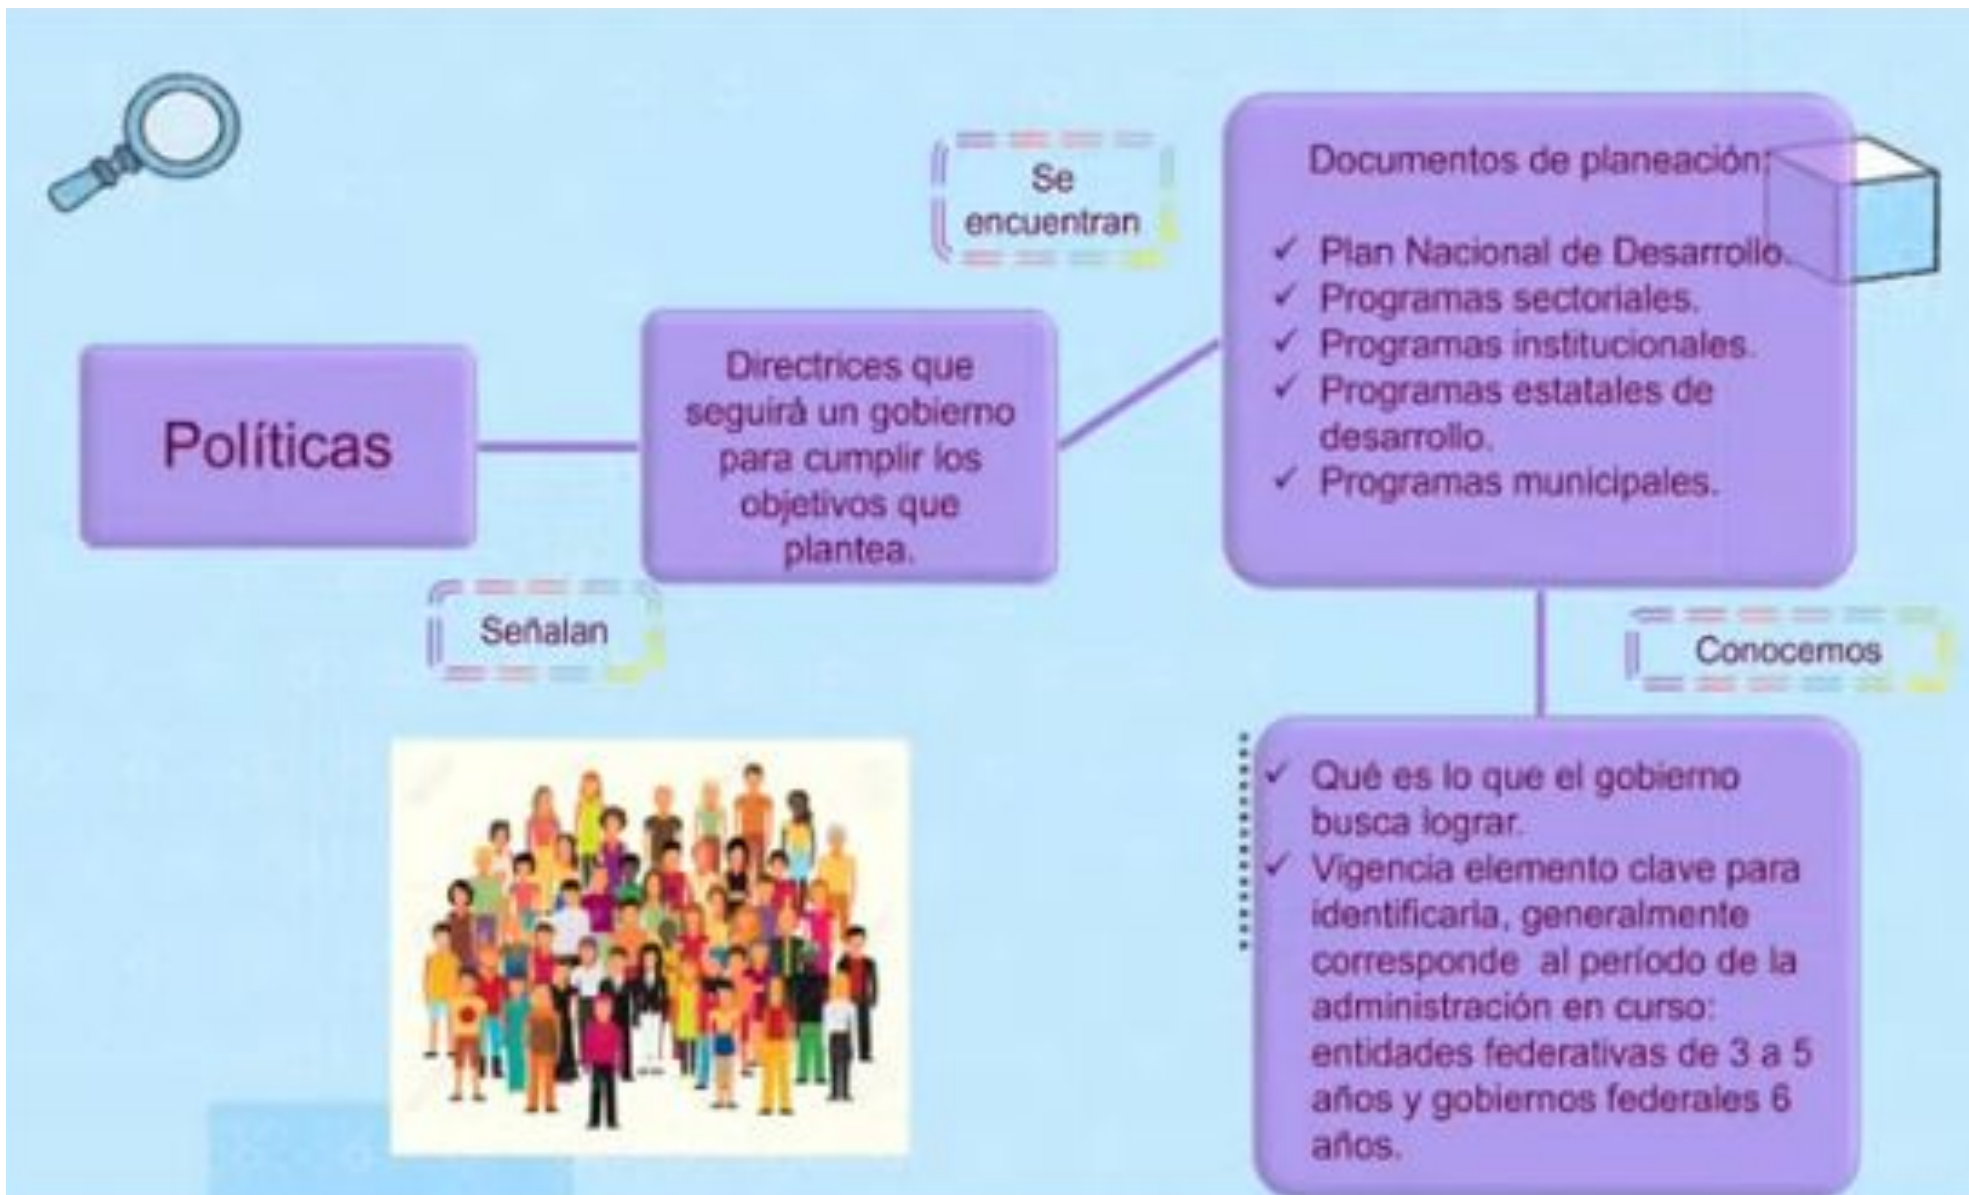 Políticas
Señalan
Directrices que
seguirá un gobierno
para cumplir los
objetivos que
plantea.
Se
encuentran
Documentos de planeación:
✓ Plan Nacional de Desarrollo.
✓ Programas sectoriales.
✓ Programas institucionales.
✓ Programas estatales de
desarrollo.
✓ Programas municipales.
Conocemos
✓ Qué es lo que el gobierno
busca lograr.
✓ Vigencia elemento clave para
identificarla, generalmente
corresponde al período de la
administración en curso:
entidades federativas de 3 a 5
años y gobiernos federales 6
años.